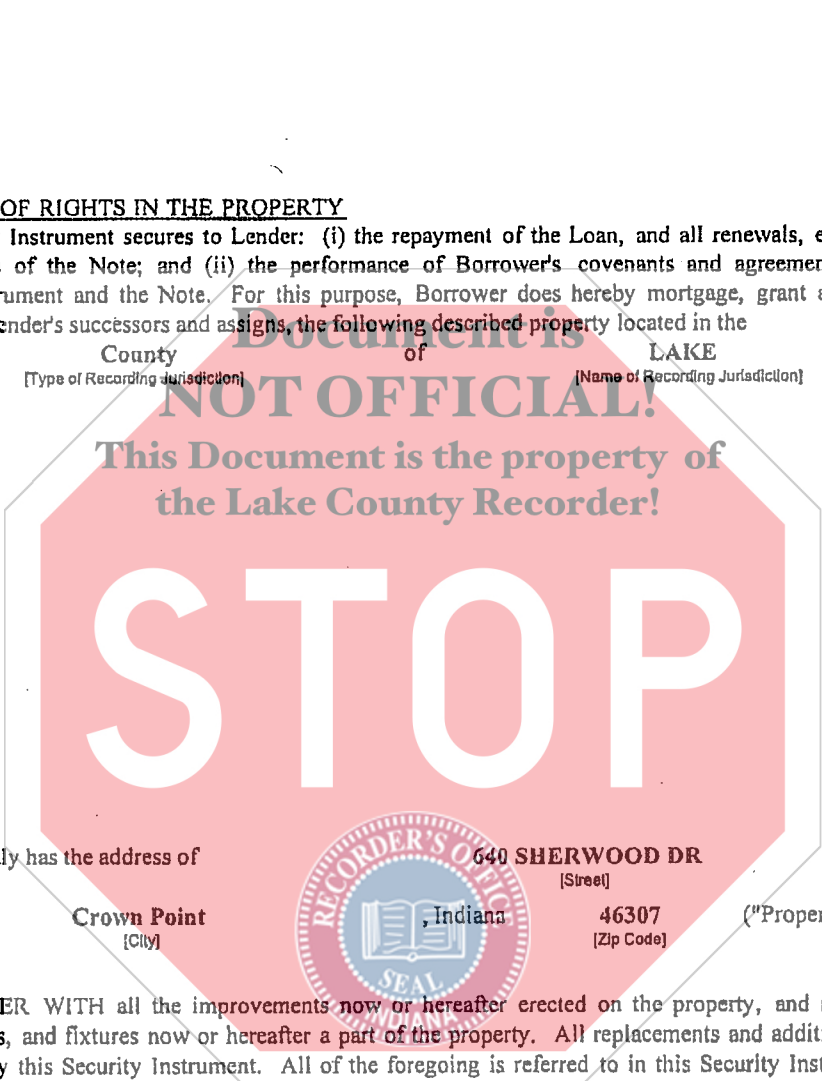 OF RIGHTS IN THE PROPERTY
Instrument secures to Lender: (i) the repayment of the Loan, and all renewals, e
of the Note; and (ii) the performance of Borrower's covenants and agreemen
rument and the Note. For this purpose, Borrower does hereby mortgage, grant a
ender's successors and assigns, the following described property located in the
Document is
County of LAKE
[Type of Recording Jurisdiction] [Name of Recording Jurisdiction]
NOT OFFICIAL!
This Document is the property of
the Lake County Recorder!
STOP
ly has the address of 640 SHERWOOD DR
[Street]
Crown Point , Indiana 46307 ("Proper
[City] [Zip Code]
RECORDER'S OFFICE
SEAL
INDIANA
ER WITH all the improvements now or hereafter erected on the property, and
s, and fixtures now or hereafter a part of the property. All replacements and addit
y this Security Instrument. All of the foregoing is referred to in this Security Inst